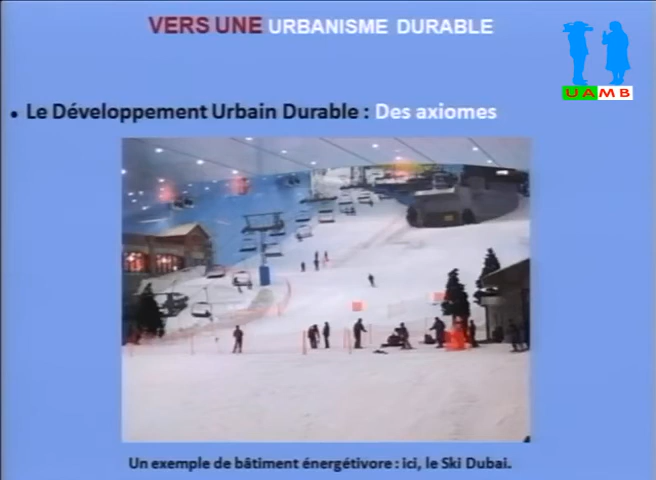 VERS UNE URBANISME DURABLE
UAMB
• Le Développement Urbain Durable : Des axiomes
Un exemple de bâtiment énergétivore : ici, le Ski Dubai.